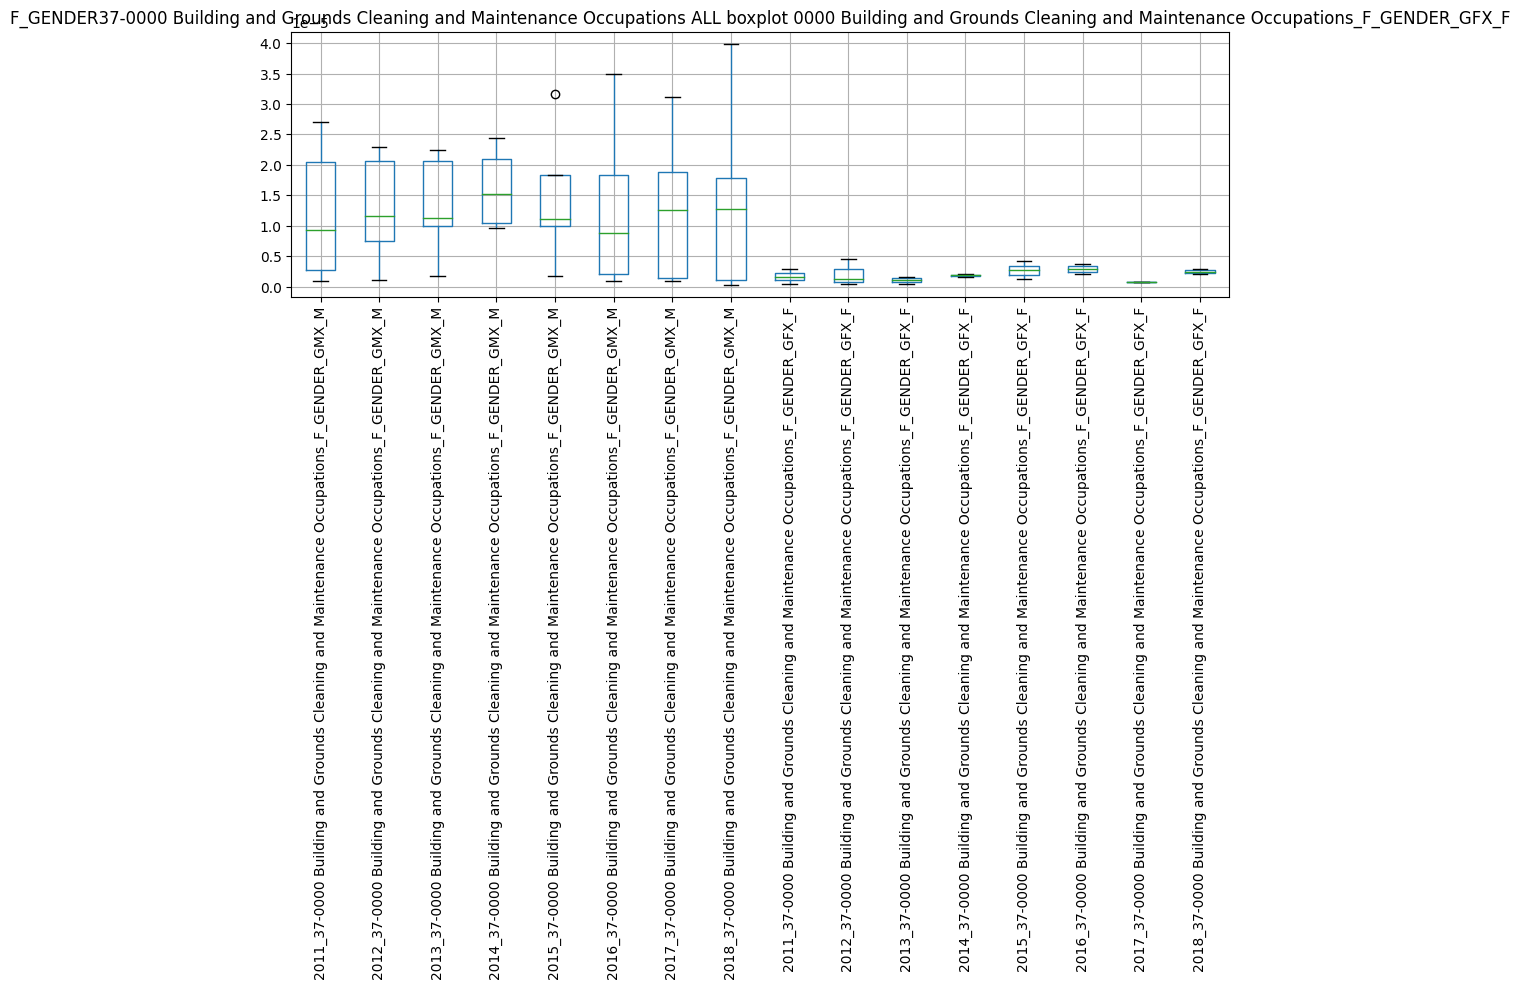 F_GENDER37-0000 Building and Grounds Cleaning and Maintenance Occupations ALL boxplot 0000 Building and Grounds Cleaning and Maintenance Occupations_F_GENDER_GFX_F
1e−5
4.0
3.5
3.0
2.5
2.0
1.5
1.0
0.5
0.0
2011_37-0000 Building and Grounds Cleaning and Maintenance Occupations_F_GENDER_GMX_M
2012_37-0000 Building and Grounds Cleaning and Maintenance Occupations_F_GENDER_GMX_M
2013_37-0000 Building and Grounds Cleaning and Maintenance Occupations_F_GENDER_GMX_M
2014_37-0000 Building and Grounds Cleaning and Maintenance Occupations_F_GENDER_GMX_M
2015_37-0000 Building and Grounds Cleaning and Maintenance Occupations_F_GENDER_GMX_M
2016_37-0000 Building and Grounds Cleaning and Maintenance Occupations_F_GENDER_GMX_M
2017_37-0000 Building and Grounds Cleaning and Maintenance Occupations_F_GENDER_GMX_M
2018_37-0000 Building and Grounds Cleaning and Maintenance Occupations_F_GENDER_GMX_M
2011_37-0000 Building and Grounds Cleaning and Maintenance Occupations_F_GENDER_GFX_F
2012_37-0000 Building and Grounds Cleaning and Maintenance Occupations_F_GENDER_GFX_F
2013_37-0000 Building and Grounds Cleaning and Maintenance Occupations_F_GENDER_GFX_F
2014_37-0000 Building and Grounds Cleaning and Maintenance Occupations_F_GENDER_GFX_F
2015_37-0000 Building and Grounds Cleaning and Maintenance Occupations_F_GENDER_GFX_F
2016_37-0000 Building and Grounds Cleaning and Maintenance Occupations_F_GENDER_GFX_F
2017_37-0000 Building and Grounds Cleaning and Maintenance Occupations_F_GENDER_GFX_F
2018_37-0000 Building and Grounds Cleaning and Maintenance Occupations_F_GENDER_GFX_F